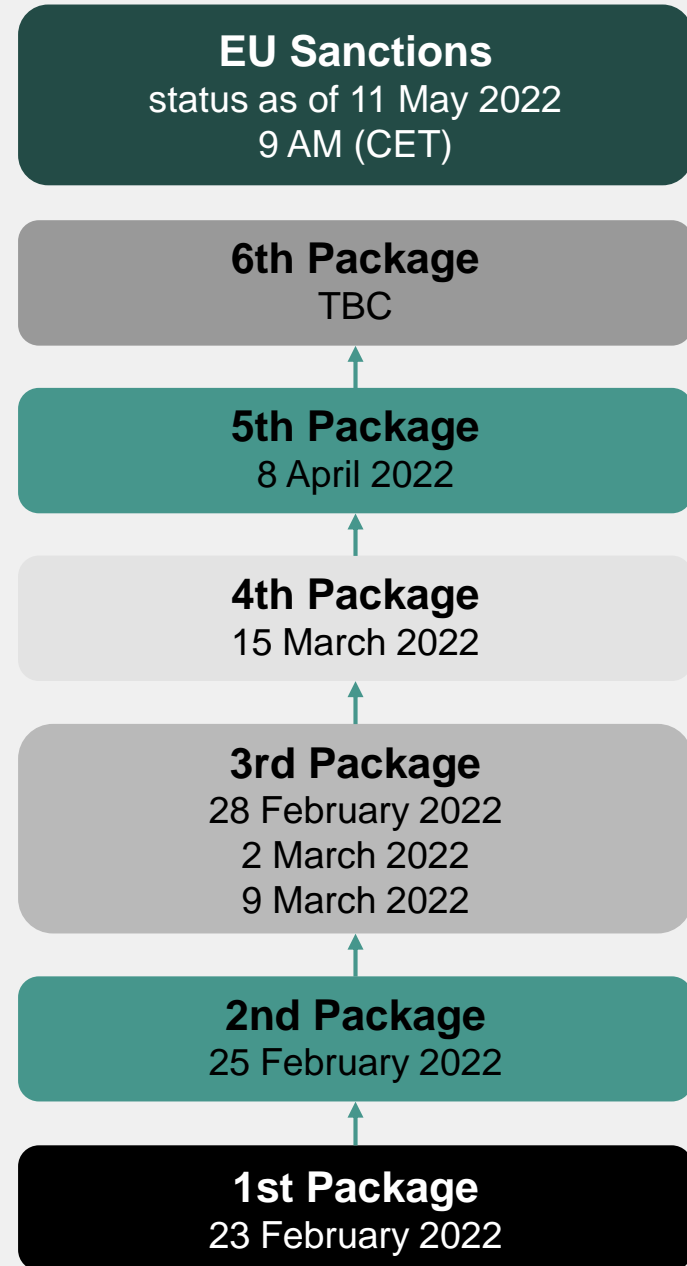 EU Sanctions
status as of 11 May 2022
9 AM (CET)
6th Package
TBC
5th Package
8 April 2022
4th Package
15 March 2022
3rd Package
28 February 2022
2 March 2022
9 March 2022
2nd Package
25 February 2022
1st Package
23 February 2022